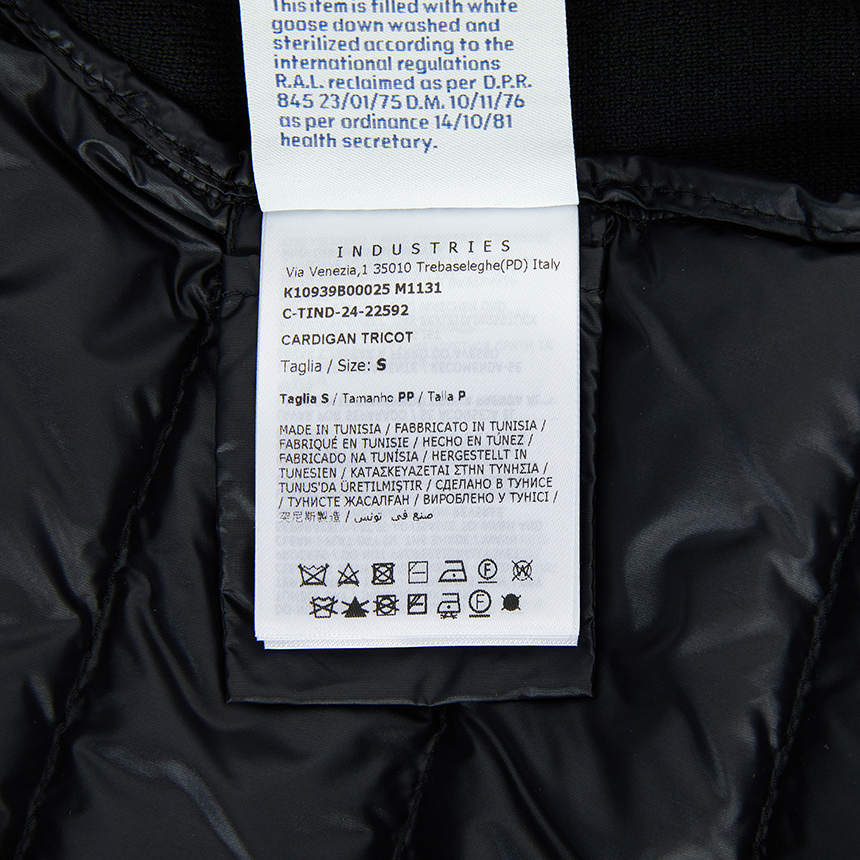 This item is filled with white
goose down washed and
sterilized according to the
international regulations
R.A.L. reclaimed as per D.P.R.
845 23/01/75 D.M. 10/11/76
as per ordinance 14/10/81
health secretary.
INDUSTRIES
Via Venezia,1 35010 Trebaseleghe(PD) Italy
K10939B00025 M1131
C-TIND-24-22592
CARDIGAN TRICOT
Taglia / Size: S
Taglia S / Tamanho PP / Talla P
MADE IN TUNISIA / FABBRICATO IN TUNISIA /
FABRIQUÉ EN TUNISIE / HECHO EN TÚNEZ /
FABRICADO NA TUNÍSIA / HERGESTELLT IN
TUNESIEN / ΚΑΤΑΣΚΕΥΑΖΕΤΑΙ ΣΤΗΝ ΤΥΝΗΣΙΑ /
TUNUS'DA ÜRETİLMIŞTIR / СДЕЛАНО В ТУНИСЕ
/ ТУНИСТЕ ЖАСАЛҒАН / ВИРОБЛЕНО У ТУНІСІ /
突尼斯製造 / صنع في تونس
W
F